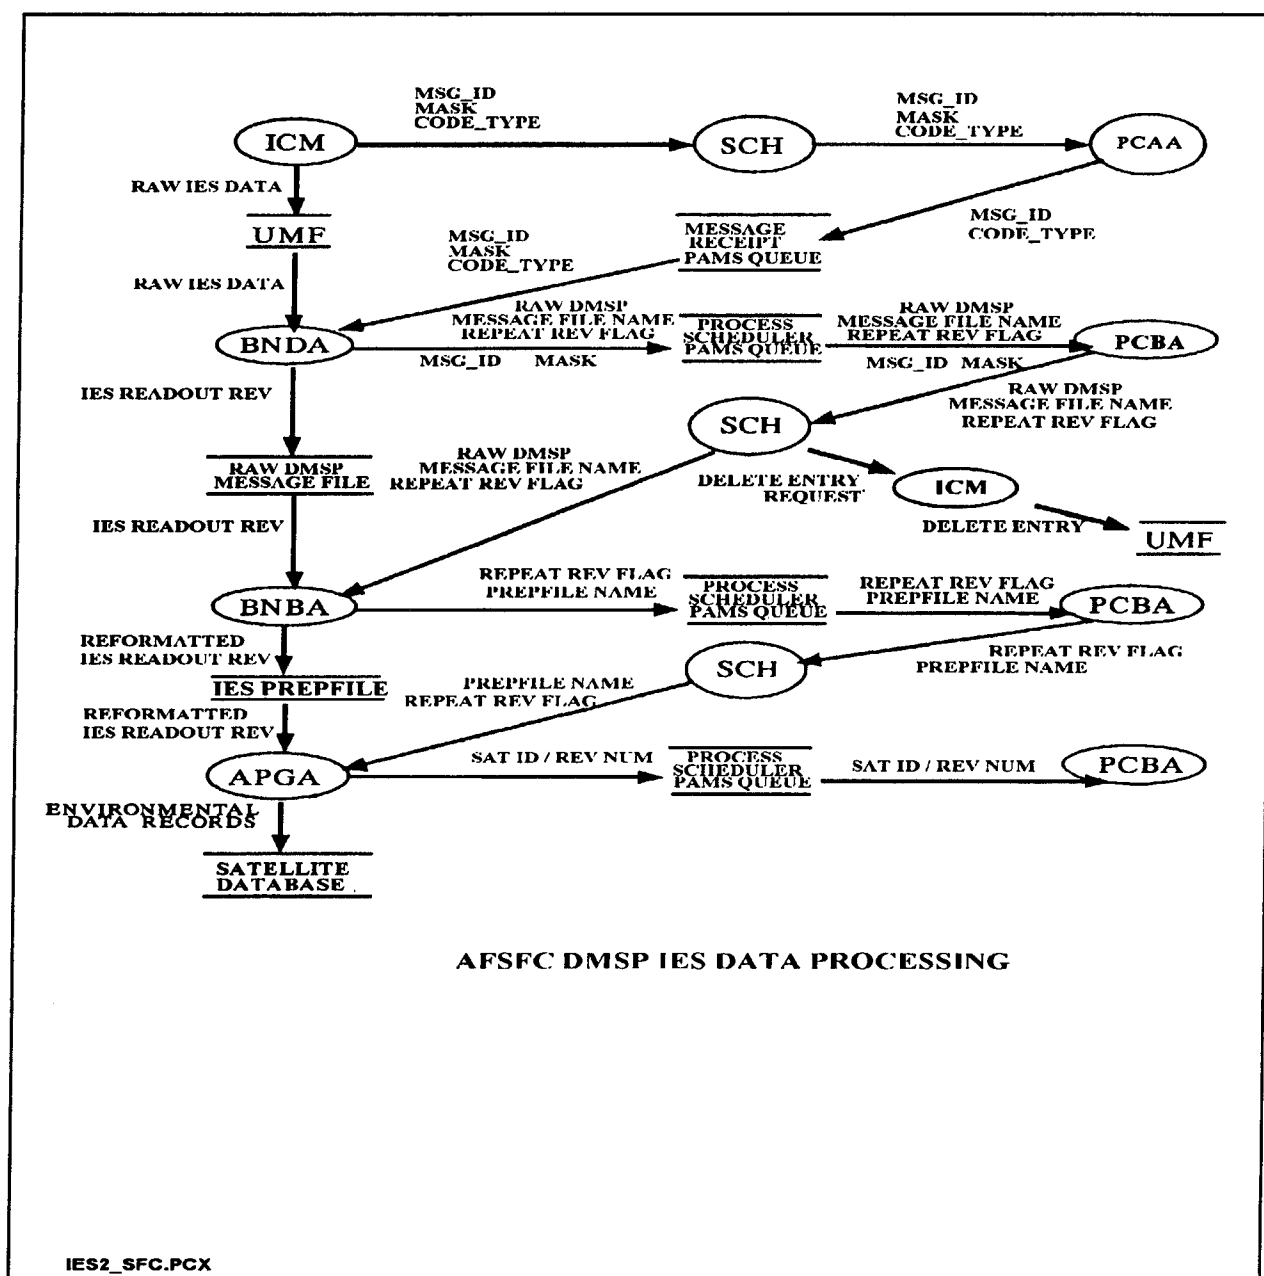 MSG_ID
MASK
CODE_TYPE
MSG_ID
MASK
CODE_TYPE
ICM
SCH
PCAA
RAW IES DATA
UMF
MSG_ID
MASK
CODE_TYPE
MESSAGE
RECEIPT
PAMS QUEUE
MSG_ID
CODE_TYPE
RAW IES DATA
RAW DMSP
MESSAGE FILE NAME
REPEAT REV FLAG
PROCESS
SCHEDULER
PAMS QUEUE
RAW DMSP
MESSAGE FILE NAME
REPEAT REV FLAG
BNDA
PCBA
MSG_ID MASK
MSG_ID MASK
IES READOUT REV
SCH
RAW DMSP
MESSAGE FILE NAME
REPEAT REV FLAG
RAW DMSP
MESSAGE FILE
RAW DMSP
MESSAGE FILE NAME
REPEAT REV FLAG
DELETE ENTRY
REQUEST
ICM
IES READOUT REV
DELETE ENTRY
UMF
REPEAT REV FLAG
PREPFILE NAME
PROCESS
SCHEDULER
PAMS QUEUE
REPEAT REV FLAG
PREPFILE NAME
BNBA
PCBA
REFORMATTED
IES READOUT REV
SCH
REPEAT REV FLAG
PREPFILE NAME
IES PREPFILE
PREPFILE NAME
REPEAT REV FLAG
REFORMATTED
IES READOUT REV
APGA
SAT ID / REV NUM
PROCESS
SCHEDULER
PAMS QUEUE
SAT ID / REV NUM
PCBA
ENVIRONMENTAL
DATA RECORDS
SATELLITE
DATABASE
AFSFC DMSP IES DATA PROCESSING
IES2_SFC.PCX